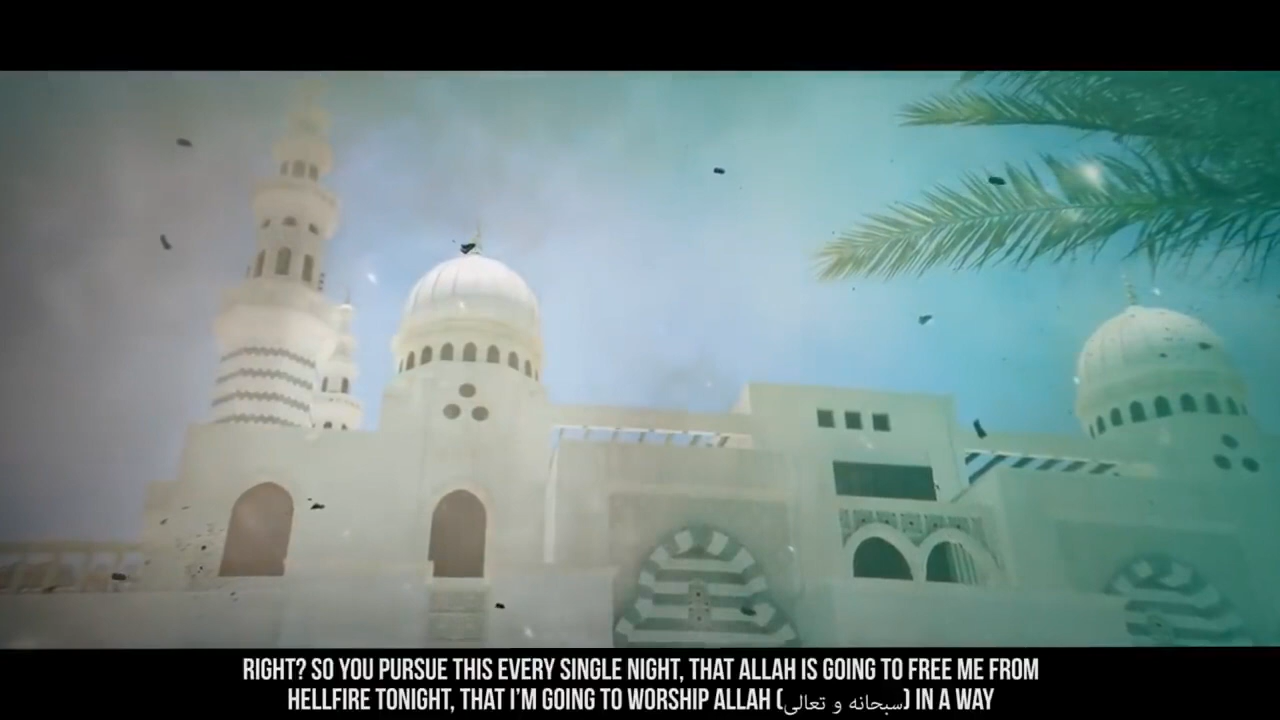 RIGHT? SO YOU PURSUE THIS EVERY SINGLE NIGHT, THAT ALLAH IS GOING TO FREE ME FROM
HELLFIRE TONIGHT, THAT I'M GOING TO WORSHIP ALLAH (سبحانه و تعالى) IN A WAY